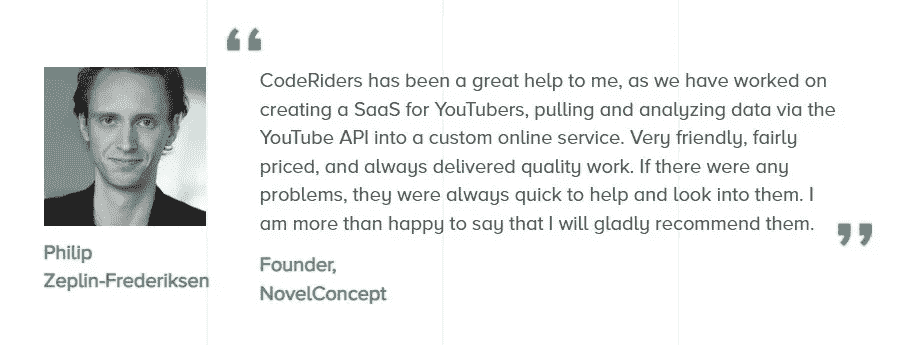 “
CodeRiders has been a great help to me, as we have worked on
creating a SaaS for YouTubers, pulling and analyzing data via the
YouTube API into a custom online service. Very friendly, fairly
priced, and always delivered quality work. If there were any
problems, they were always quick to help and look into them. I
am more than happy to say that I will gladly recommend them.
”
Philip
Zeplin-Frederiksen
Founder,
NovelConcept